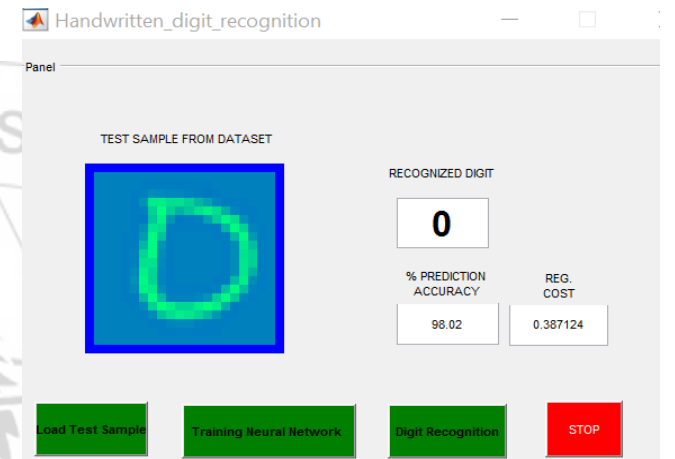 Handwritten_digit_recognition
Panel
TEST SAMPLE FROM DATASET
RECOGNIZED DIGIT
0
% PREDICTION
ACCURACY
REG.
COST
98.02
0.387124
Load Test Sample
Training Neural Network
Digit Recognition
STOP